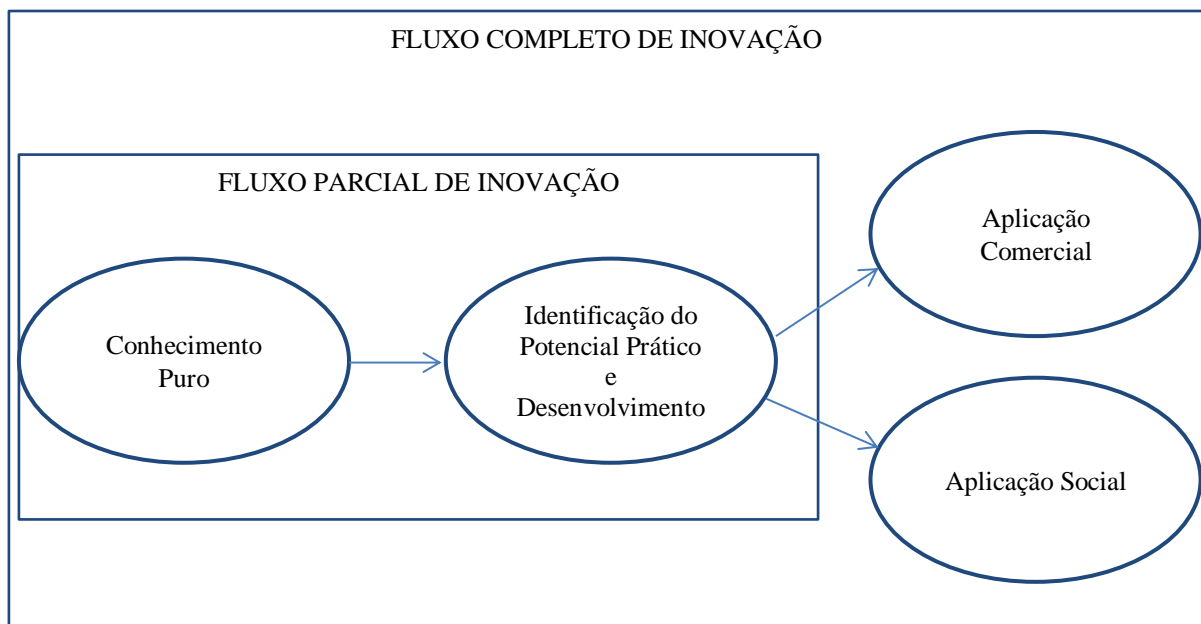 FLUXO COMPLETO DE INOVAÇÃO
FLUXO PARCIAL DE INOVAÇÃO
Conhecimento
Puro
Identificação do
Potencial Prático
e
Desenvolvimento
Aplicação
Comercial
Aplicação Social